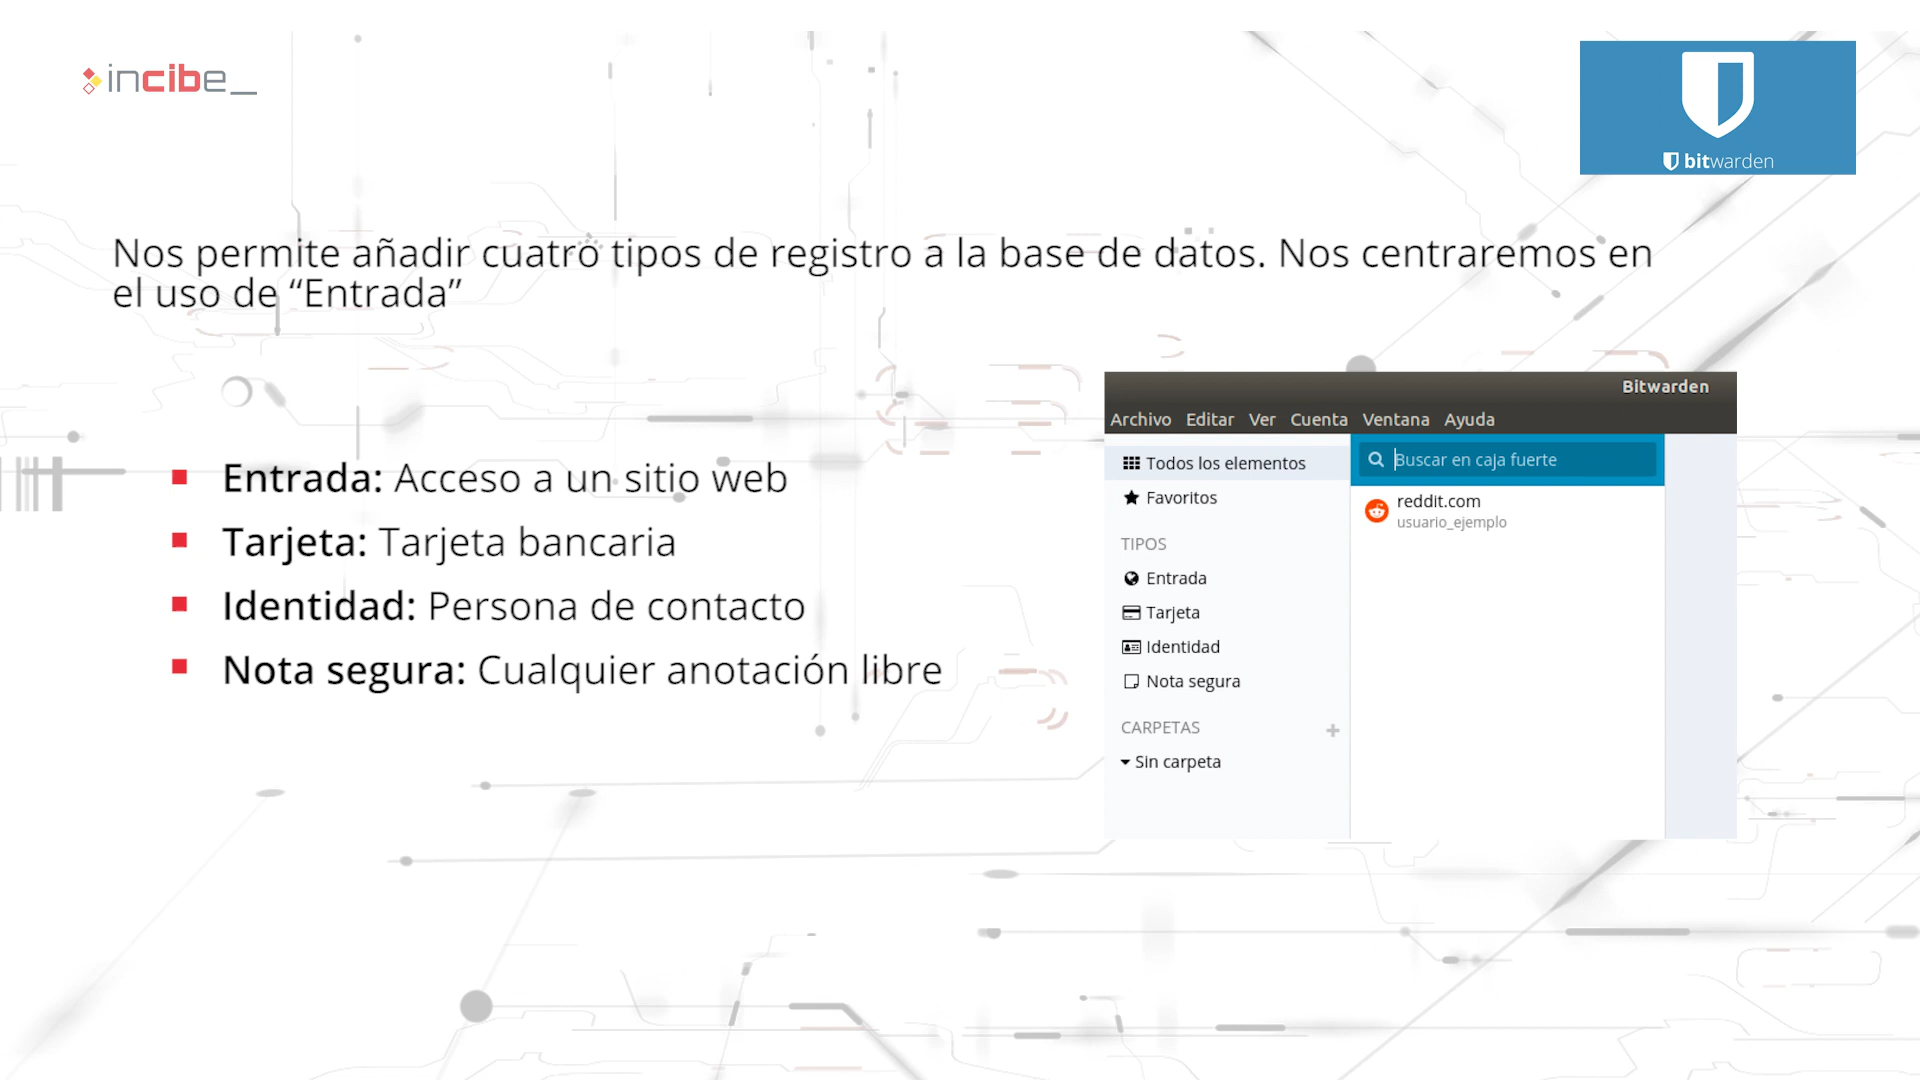 incibe_
bitwarden
Nos permite añadir cuatro tipos de registro a la base de datos. Nos centraremos en
el uso de “Entrada”
Entrada: Acceso a un sitio web
Tarjeta: Tarjeta bancaria
Identidad: Persona de contacto
Nota segura: Cualquier anotación libre
Bitwarden
Archivo Editar Ver Cuenta Ventana Ayuda
Todos los elementos
Favoritos
TIPOS
Entrada
Tarjeta
Identidad
Nota segura
CARPETAS
Sin carpeta
Buscar en caja fuerte
reddit.com
usuario_ejemplo